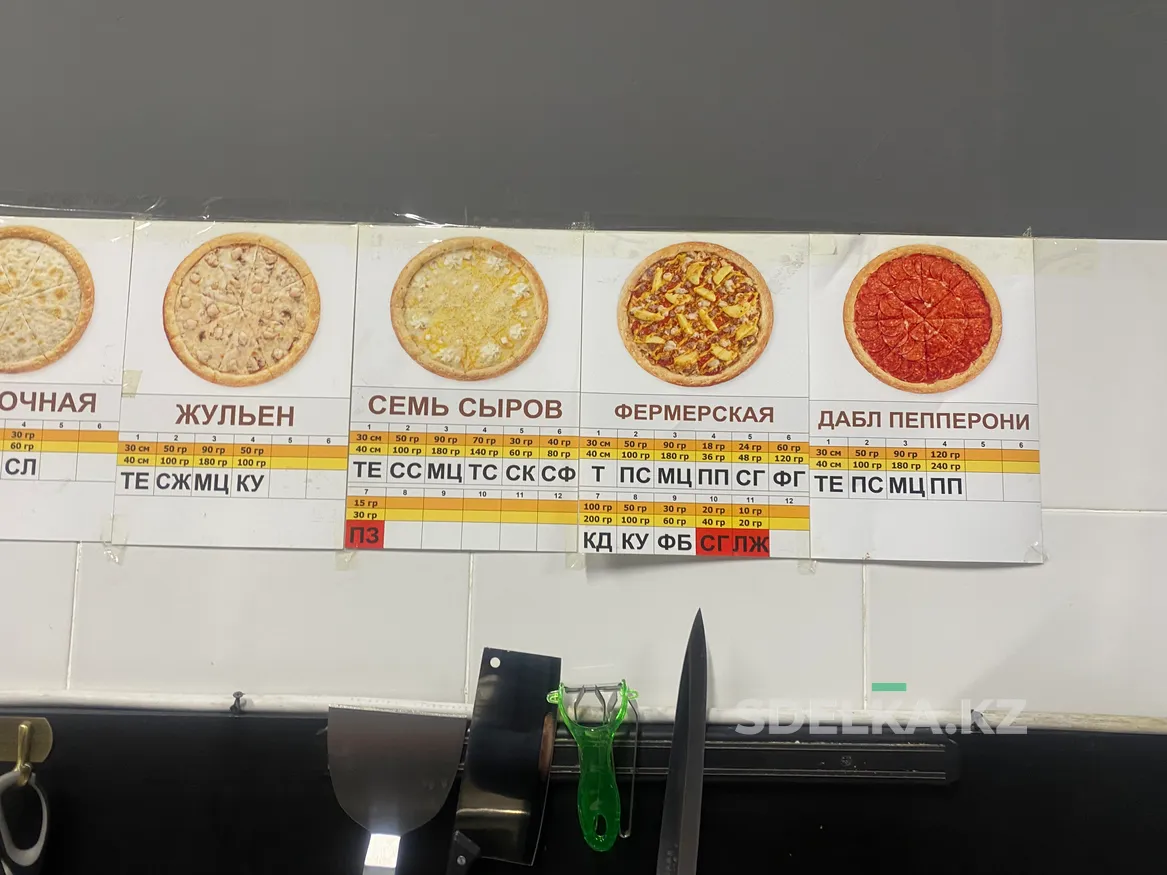 ОЧНАЯ
4 5 6
30 гр
60 гр
СЛ
ЖУЛЬЕН
1 2 3 4 5 6
30 см 50 гр 90 гр 50 гр
40 см 100 гр 180 гр 100 гр
ТЕ СЖ МЦ КУ
СЕМЬ СЫРОВ
1 2 3 4 5 6
30 см 50 гр 90 гр 70 гр 30 гр 40 гр
40 см 100 гр 180 гр 140 гр 60 гр 80 гр
ТЕ СС МЦ ТС СК СФ
7 8 9 10 11 12
15 гр
30 гр
ПЗ
ФЕРМЕРСКАЯ
1 2 3 4 5 6
30 см 50 гр 90 гр 18 гр 24 гр 60 гр
40 см 100 гр 180 гр 36 гр 48 гр 120 гр
Т ПС МЦ ПП СГ ФГ
7 8 9 10 11 12
100 гр 50 гр 30 гр 20 гр 10 гр
200 гр 100 гр 60 гр 40 гр 20 гр
КД КУ ФБ СГ ЛЖ
ДАБЛ ПЕППЕРОНИ
1 2 3 4 5 6
30 см 50 гр 90 гр 120 гр
40 см 100 гр 180 гр 240 гр
ТЕ ПС МЦ ПП
SDELKA.KZ